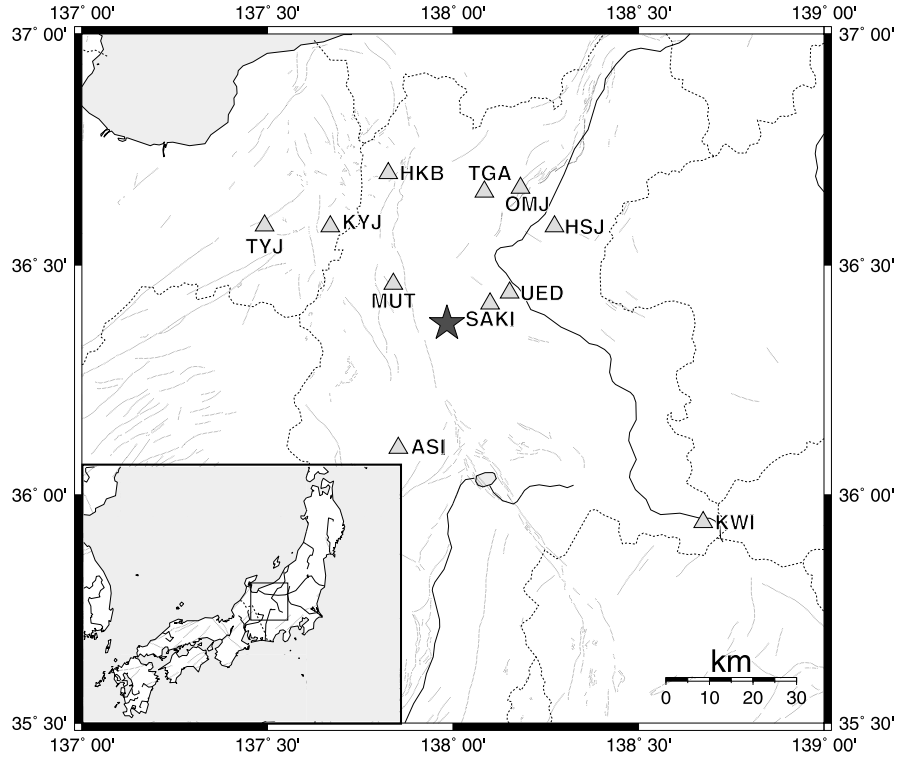 137˚ 00' 137˚ 30' 138˚ 00' 138˚ 30' 139˚ 00'
37˚ 00' 37˚ 00'
HKB TGA
OMJ
KYJ HSJ
TYJ
36˚ 30' 36˚ 30'
MUT UED
SAKI
ASI
36˚ 00' 36˚ 00'
KWI
km
0 10 20 30
35˚ 30' 35˚ 30'
137˚ 00' 137˚ 30' 138˚ 00' 138˚ 30' 139˚ 00'